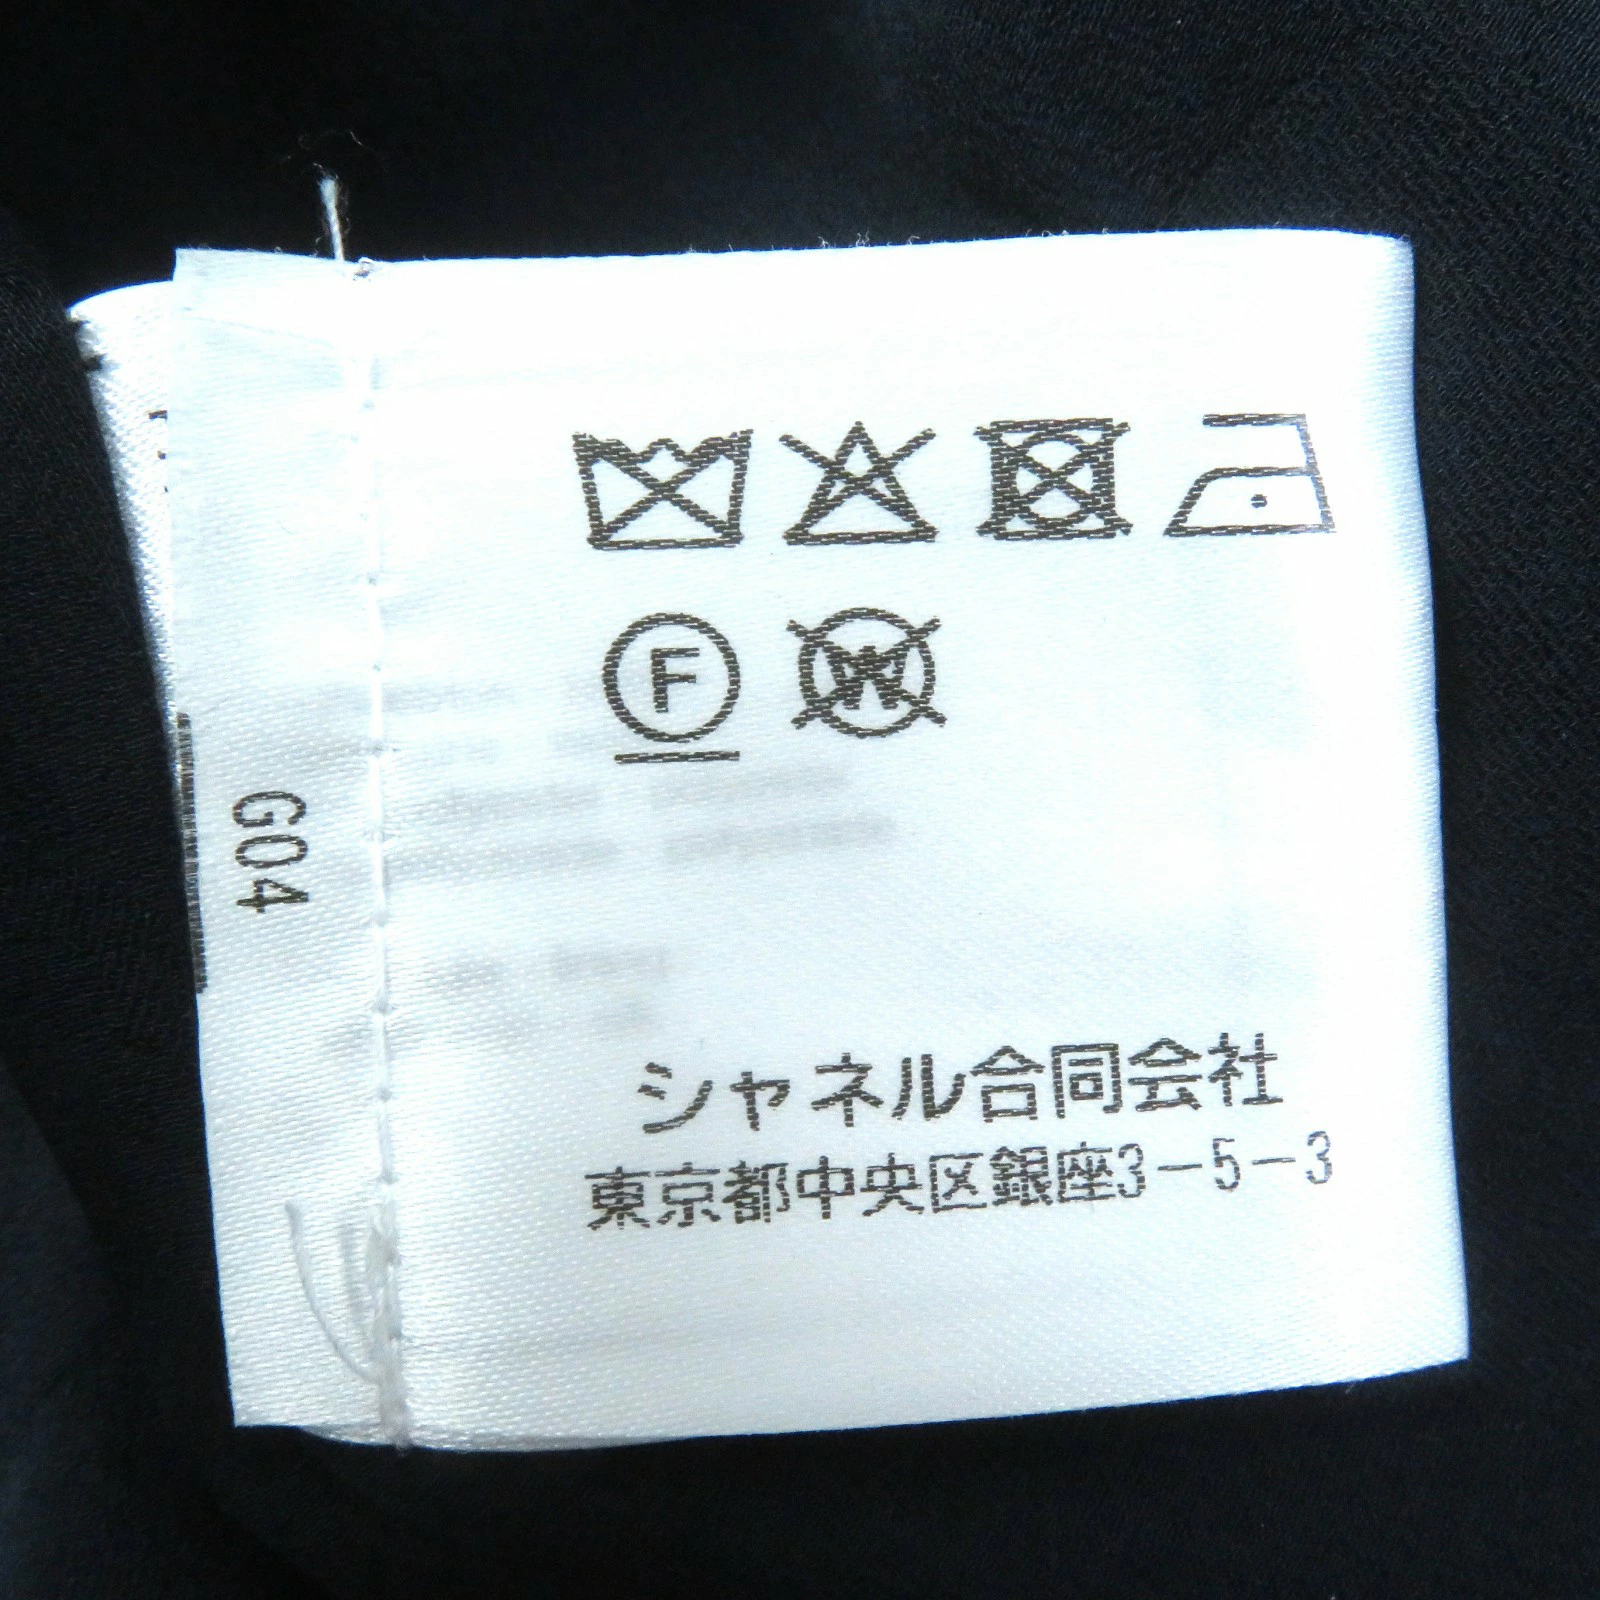 F
W
G04
シャネル合同会社
東京都中央区銀座3-5-3